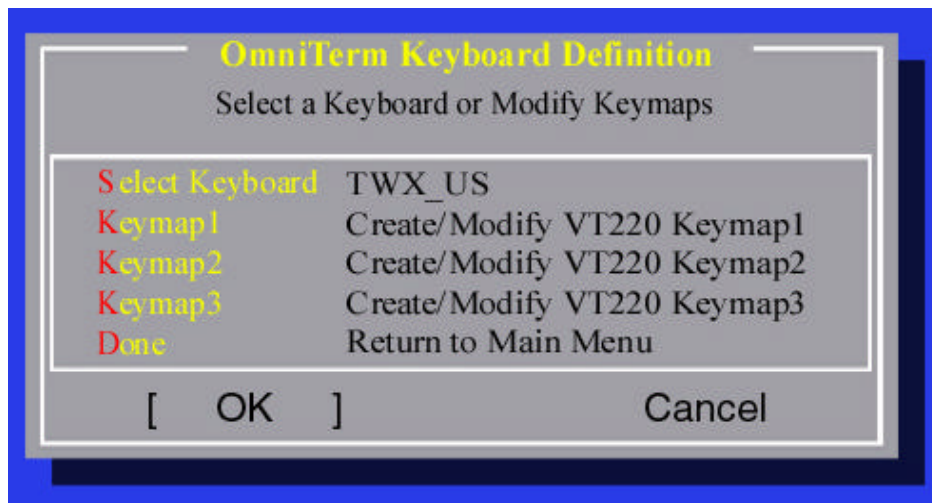 OmniTerm Keyboard Definition
Select a Keyboard or Modify Keymaps
Select Keyboard TWX_US
Keymap1 Create/Modify VT220 Keymap1
Keymap2 Create/Modify VT220 Keymap2
Keymap3 Create/Modify VT220 Keymap3
Done Return to Main Menu
[ OK ] Cancel